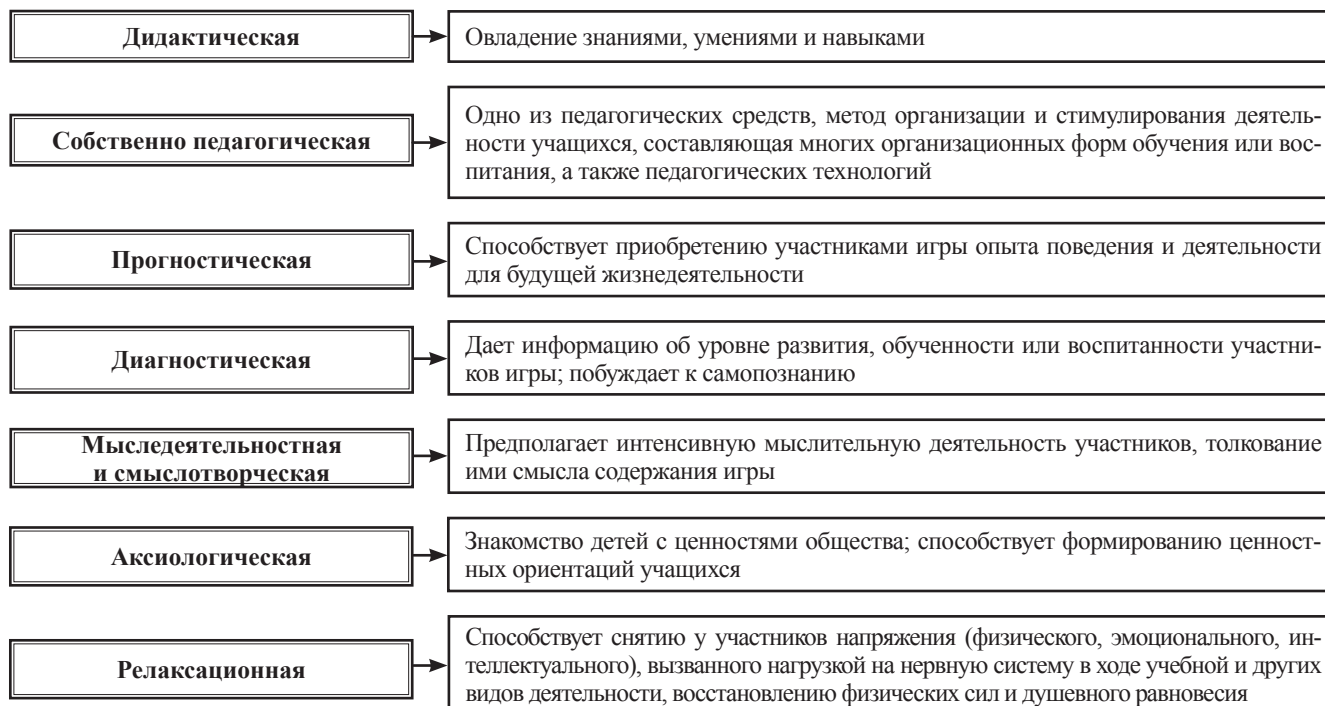 Дидактическая
Овладение знаниями, умениями и навыками
Собственно педагогическая
Одно из педагогических средств, метод организации и стимулирования деятель-
ности учащихся, составляющая многих организационных форм обучения или вос-
питания, а также педагогических технологий
Прогностическая
Способствует приобретению участниками игры опыта поведения и деятельности
для будущей жизнедеятельности
Диагностическая
Дает информацию об уровне развития, обученности или воспитанности участни-
ков игры; побуждает к самопознанию
Мыследеятельностная
и смыслотворческая
Предполагает интенсивную мыслительную деятельность участников, толкование
ими смысла содержания игры
Аксиологическая
Знакомство детей с ценностями общества; способствует формированию ценност-
ных ориентаций учащихся
Релаксационная
Способствует снятию у участников напряжения (физического, эмоционального, ин-
теллектуального), вызванного нагрузкой на нервную систему в ходе учебной и других
видов деятельности, восстановлению физических сил и душевного равновесия